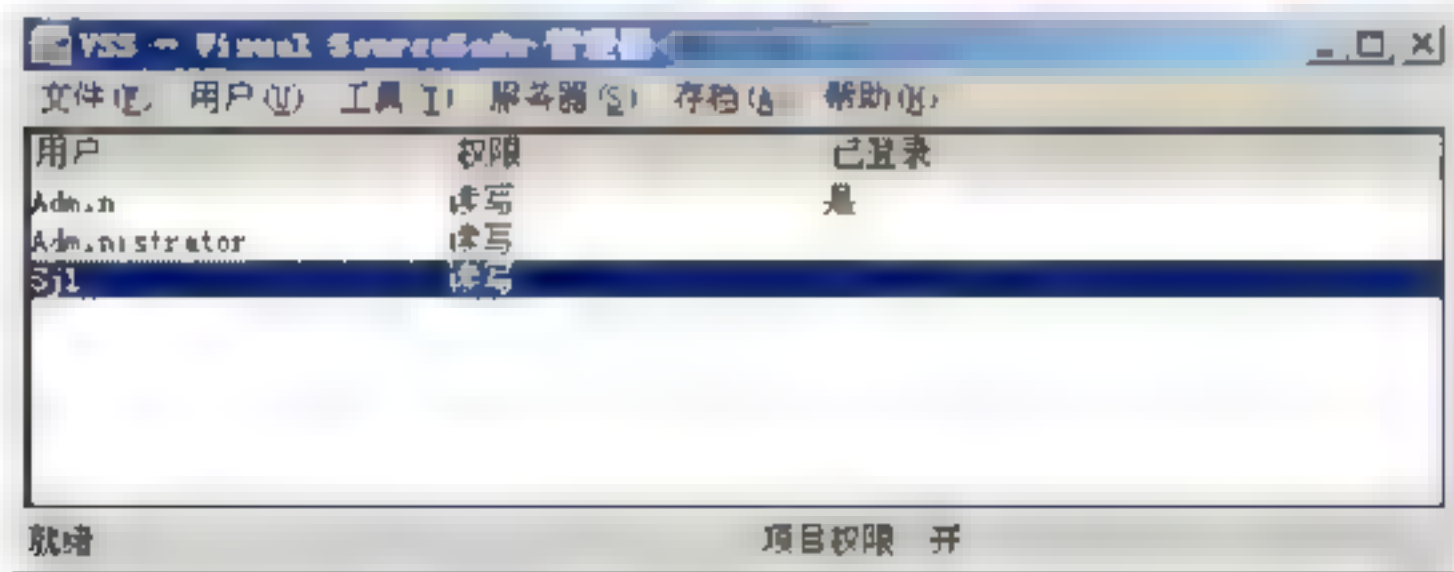 VSS - Visual SourceSafe 管理器
文件(F) 用户(U) 工具(T) 服务器(S) 存档(A) 帮助(H)
用户 权限 已登录
Admin 读写 是
Administrator 读写
Sjl 读写
就绪 项目权限 开